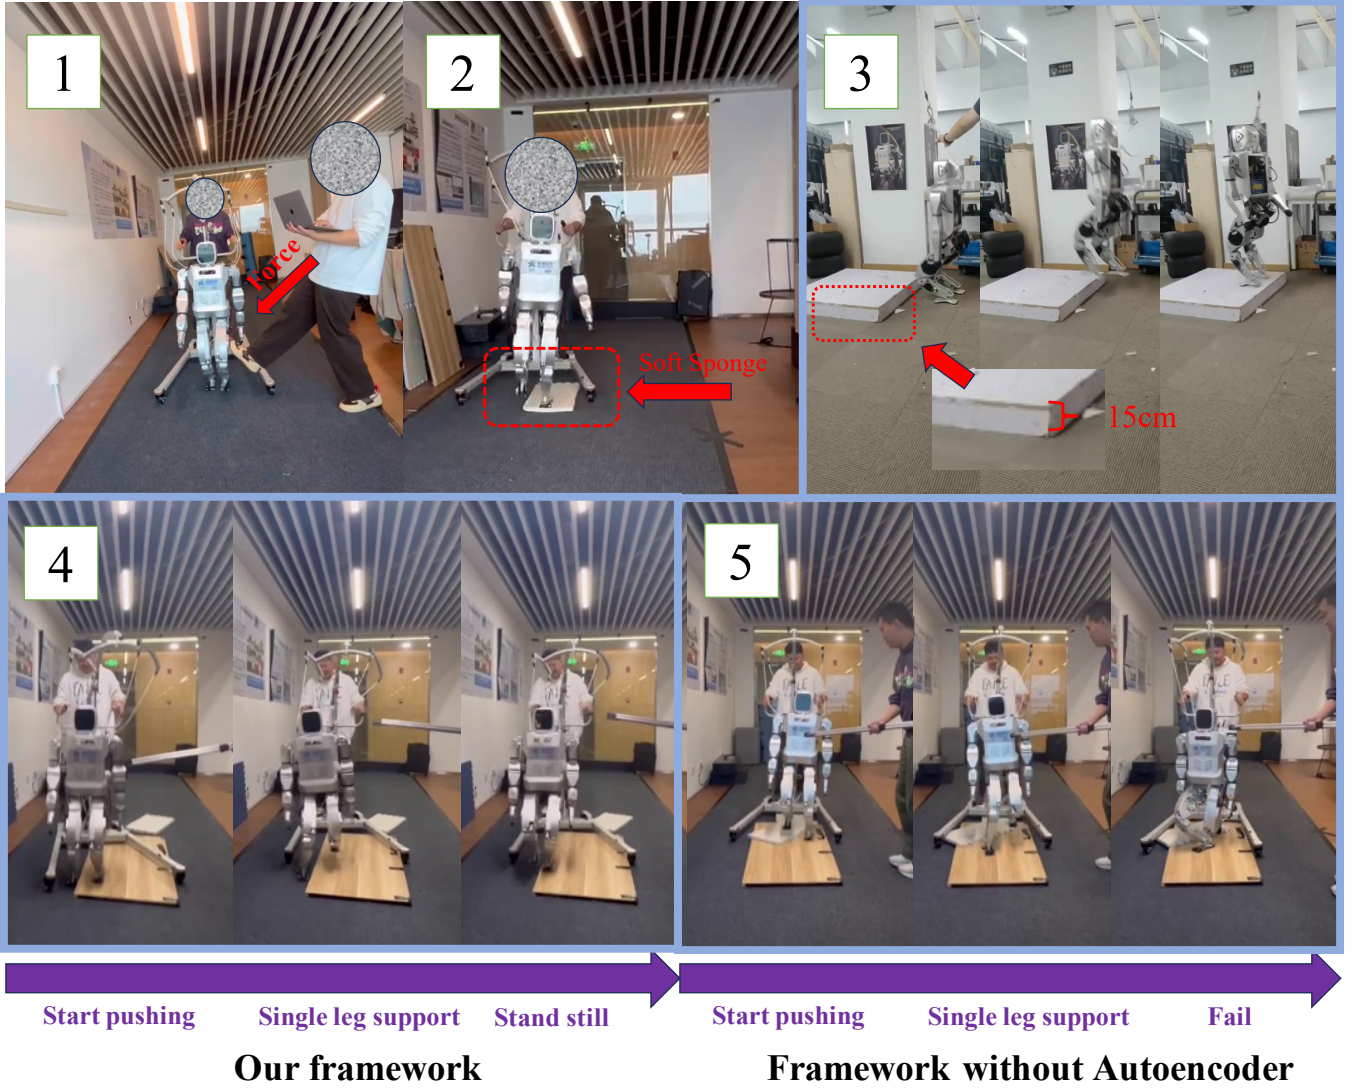 1
2
3
Force
Soft Sponge
15cm
4
5
Start pushing
Single leg support
Stand still
Start pushing
Single leg support
Fail
Our framework
Framework without Autoencoder